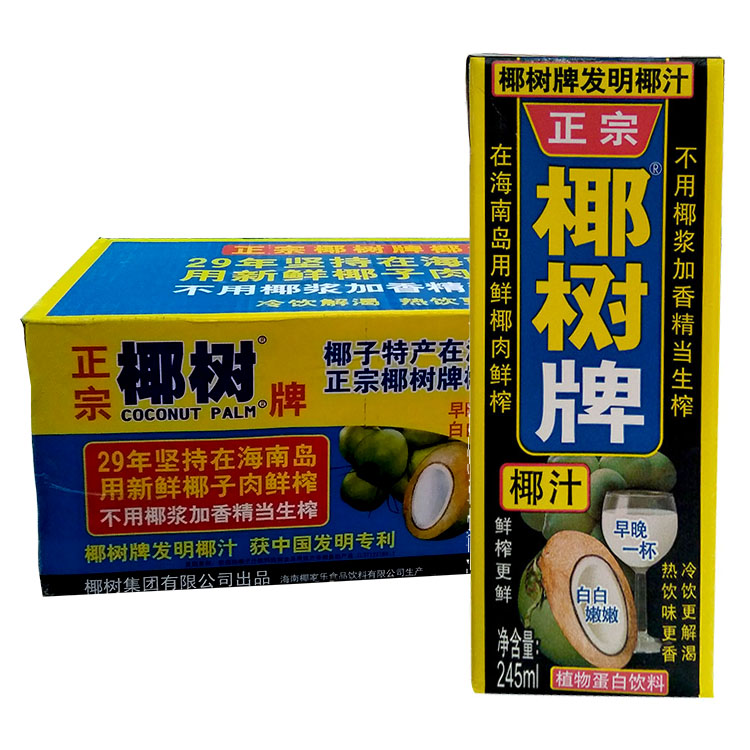 椰树牌发明椰汁
正宗
椰树牌®
在海南岛用鲜椰肉鲜榨
不用椰浆加香精当生榨
椰汁
鲜榨更鲜
早晚
一杯
白白
嫩嫩
热饮味更香
冷饮更解渴
净含量:
245ml
植物蛋白饮料
正宗椰树牌椰
29年坚持在海
用新鲜椰子肉
不用椰浆加香精
冷饮解渴 热饮
正宗
椰树®
COCONUT PALM®
牌
椰子特产在
正宗椰树牌
早
白
29年坚持在海南岛
用新鲜椰子肉鲜榨
不用椰浆加香精当生榨
椰树牌发明椰汁 获中国发明专利
椰树集团有限公司出品 海南椰家乐食品饮料有限公司生产